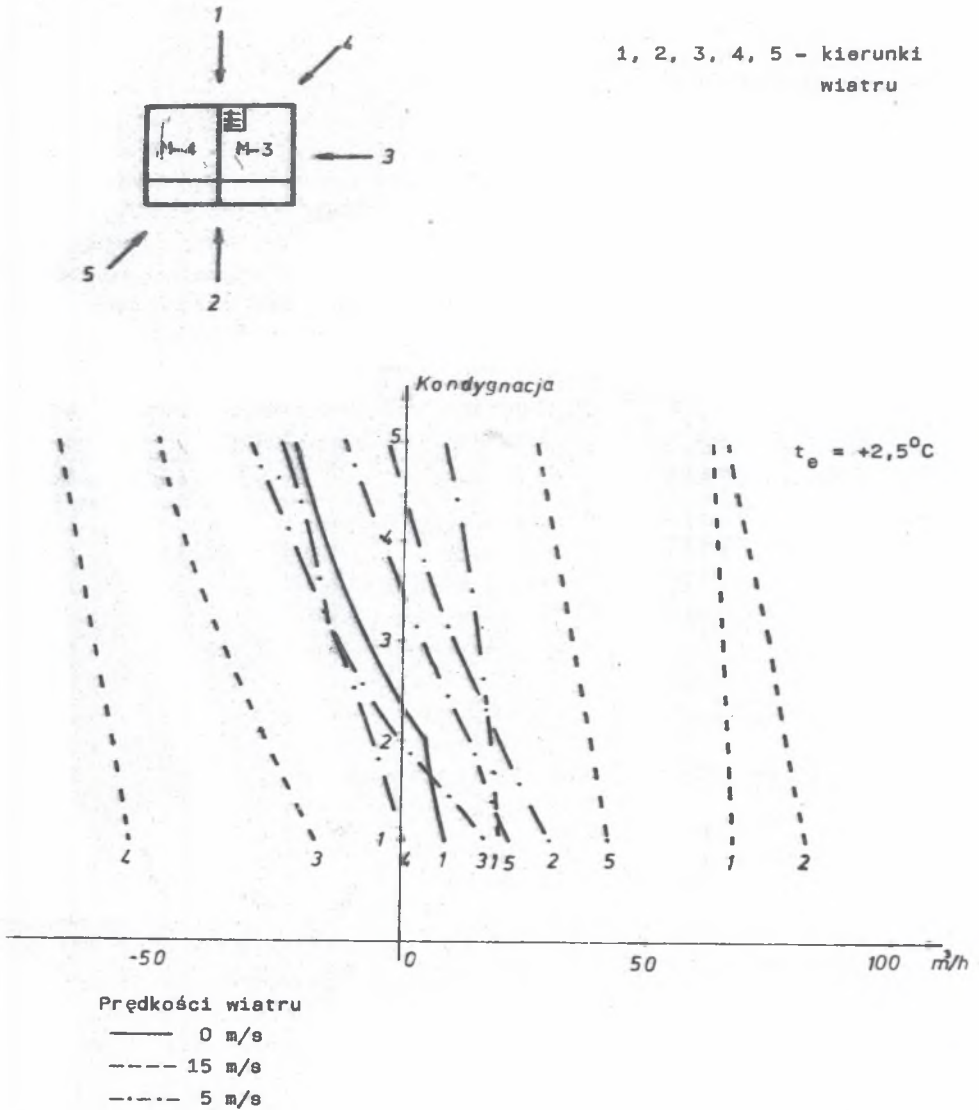 1
4
1, 2, 3, 4, 5 - kierunki
wiatru
M-4 M-3
3
5
2
Kondygnacja
5
t_e = +2,5°C
4
3
2
1
4 3 4 1 3 1 5 2 5 1 2
-50 0 50 100 m³/h
Prędkości wiatru
0 m/s
15 m/s
5 m/s